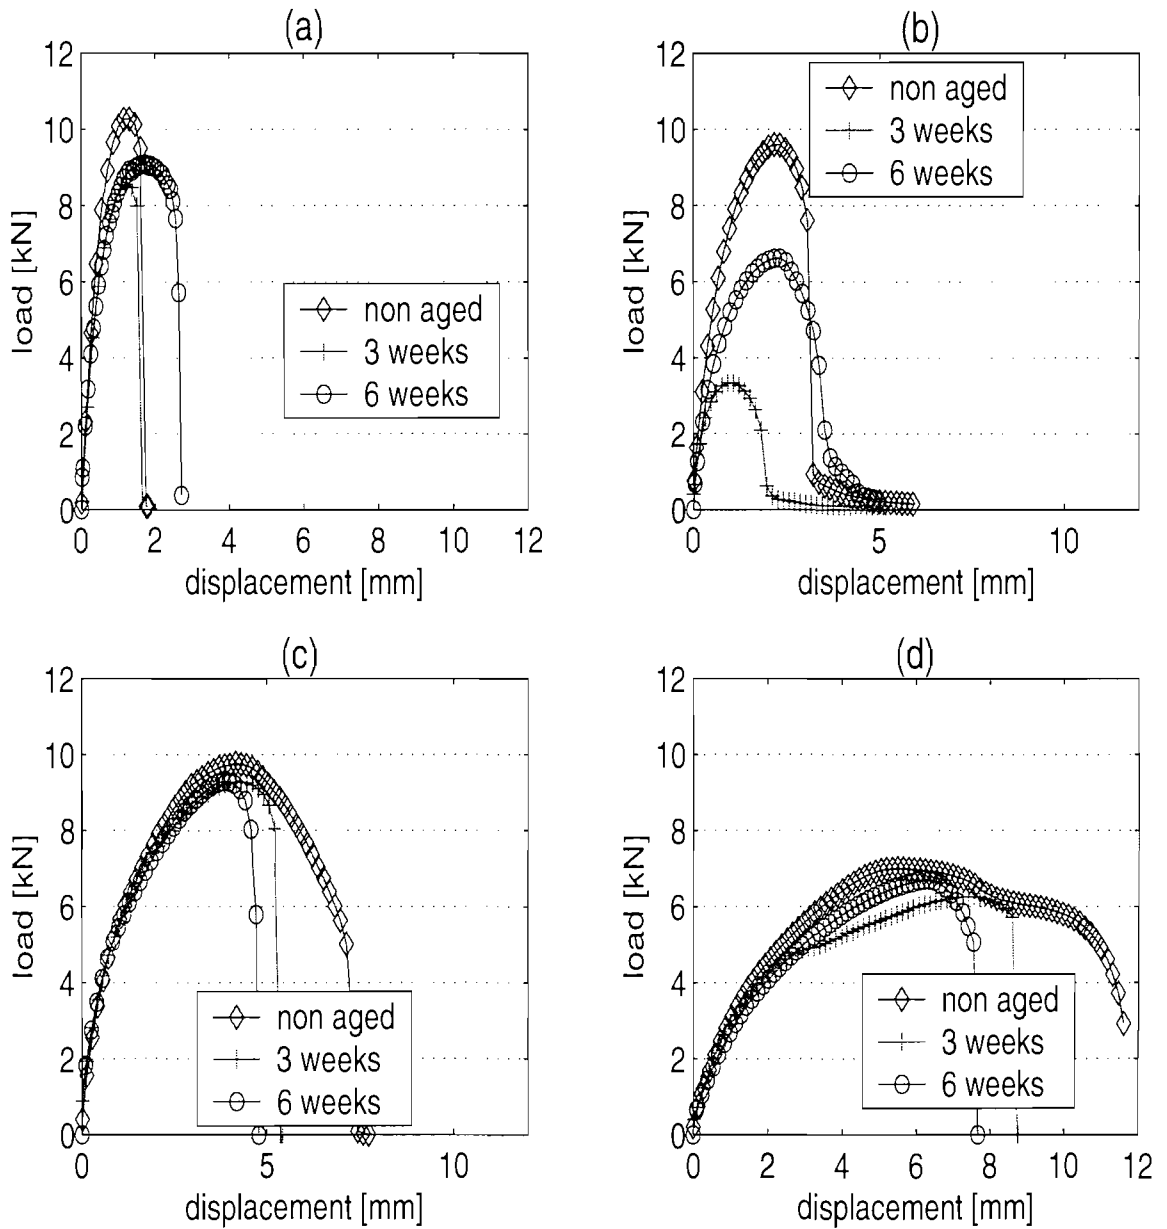 (a)
12
10
8
6
4
2
0
load [kN]
non aged
3 weeks
6 weeks
0 2 4 6 8 10 12
displacement [mm]
(b)
12
10
8
6
4
2
0
load [kN]
non aged
3 weeks
6 weeks
0 5 10
displacement [mm]
(c)
12
10
8
6
4
2
0
load [kN]
non aged
3 weeks
6 weeks
0 5 10
displacement [mm]
(d)
12
10
8
6
4
2
0
load [kN]
non aged
3 weeks
6 weeks
0 2 4 6 8 10 12
displacement [mm]